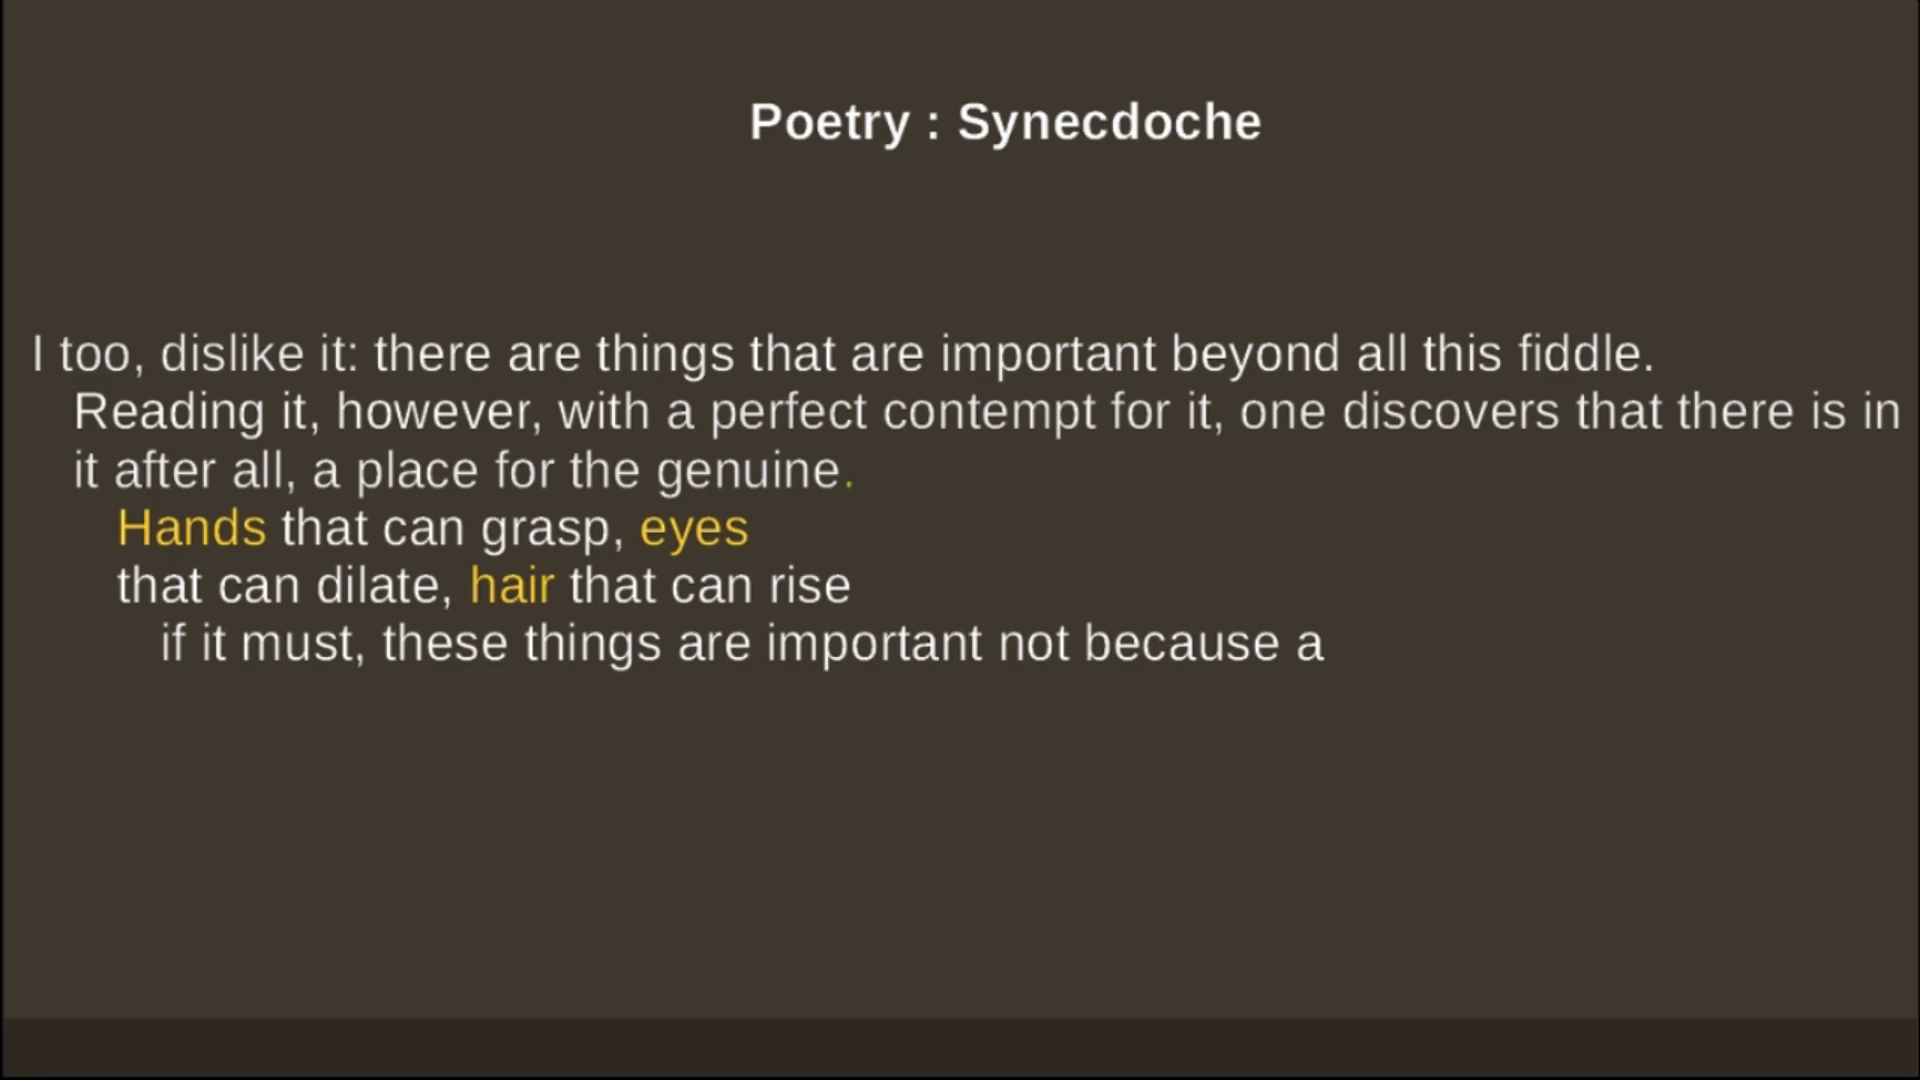 Poetry : Synecdoche
I too, dislike it: there are things that are important beyond all this fiddle.
Reading it, however, with a perfect contempt for it, one discovers that there is in
it after all, a place for the genuine.
Hands that can grasp, eyes
that can dilate, hair that can rise
if it must, these things are important not because a